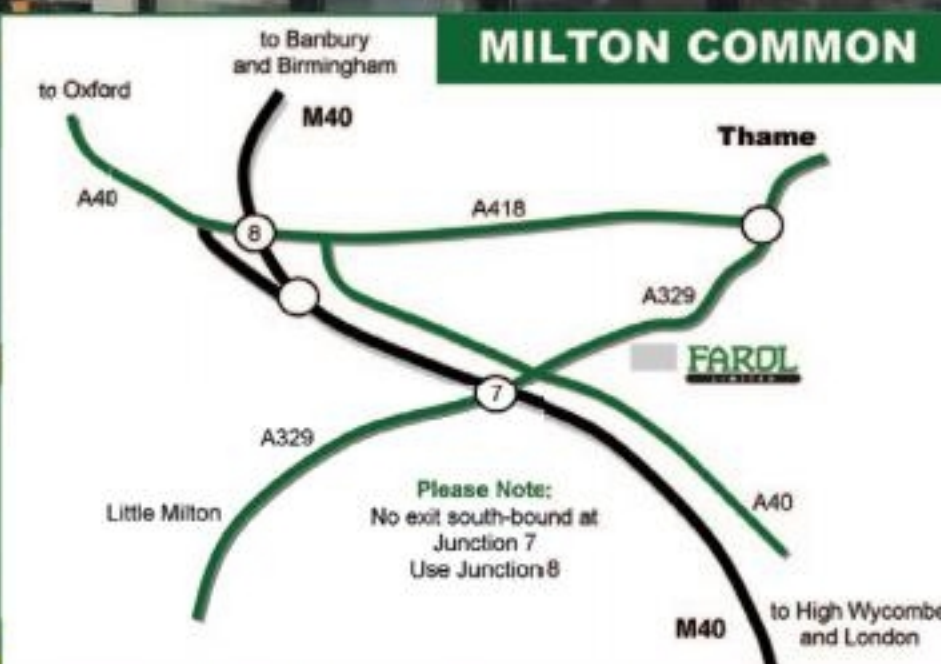 MILTON COMMON
to Banbury
and Birmingham
to Oxford
M40
Thame
A40
A418
8
A329
FAROL
LIMITED
7
A329
Little Milton
Please Note:
No exit south-bound at
Junction 7
Use Junction 8
A40
M40
to High Wycombe
and London